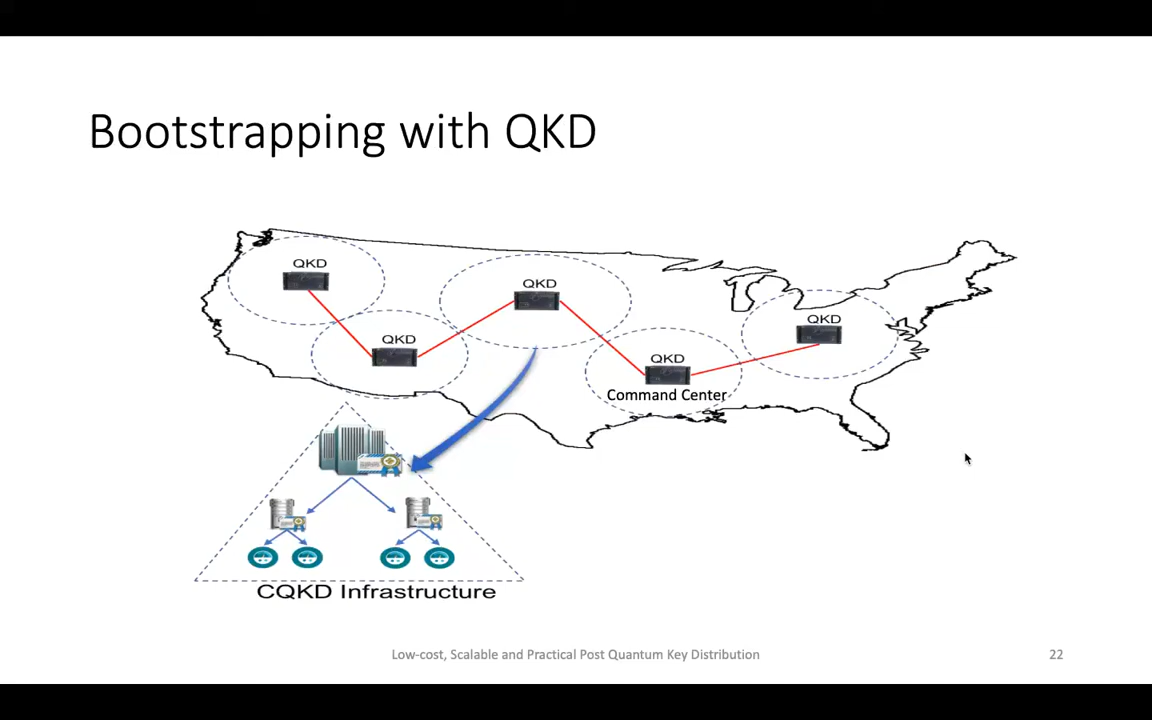 Bootstrapping with QKD
QKD
QKD
QKD
QKD
Command Center
QKD
CQKD Infrastructure
Low-cost, Scalable and Practical Post Quantum Key Distribution
22